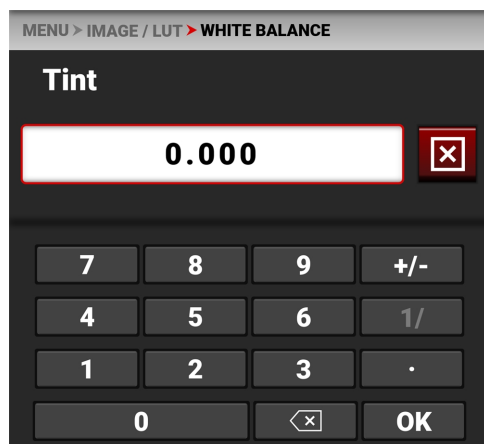 MENU > IMAGE / LUT > WHITE BALANCE
Tint
0.000
7 8 9 +/-
4 5 6 1/
1 2 3 .
0 OK